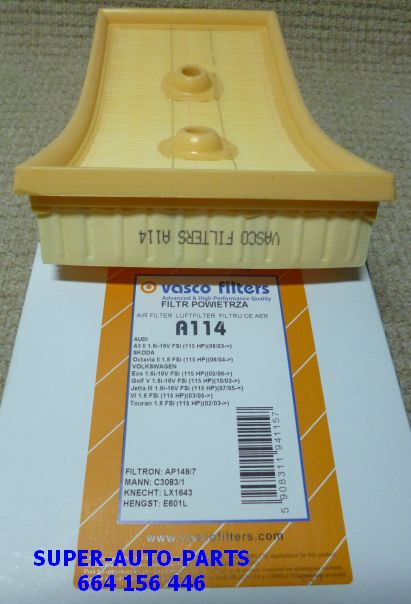 VASCO FILTERS A114
vasco filters
Advanced & High Performance Quality
FILTR POWIETRZA
AIR FILTER LUFTFILTER FILTRU CE AER
A114
AUDI
A3 II 1.6i-16V FSi (115 HP)(08/03->)
SKODA
Octavia II 1.6 FSi (115 HP)(06/04->)
VOLKSWAGEN
Eos 1.6i-16V FSi (115 HP)(05/06->)
Golf V 1.6i-16V FSi (115 HP)(10/03->)
Jetta III 1.6i-16V FSi (115 HP)(07/05->)
VI 1.6 FSi (115 HP)(03/05->)
Touran 1.6 FSi (115 HP)(02/03->)
5 908311 941157
FILTRON: AP149/7
MANN: C3083/1
KNECHT: LX1643
HENGST: E601L
www.vascofilters.com
SUPER-AUTO-PARTS
664 156 446